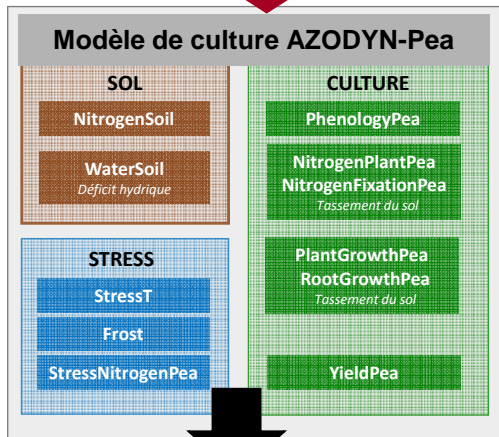 Modèle de culture AZODYN-Pea
SOL
NitrogenSoil
WaterSoil
Déficit hydrique
STRESS
StressT
Frost
StressNitrogenPea
CULTURE
PhenologyPea
NitrogenPlantPea
NitrogenFixationPea
Tassement du sol
PlantGrowthPea
RootGrowthPea
Tassement du sol
YieldPea